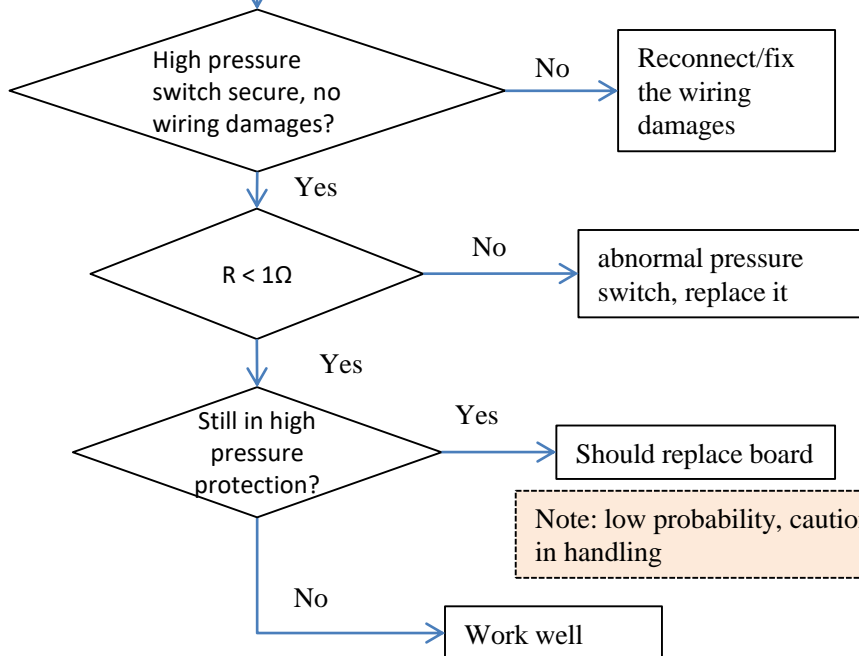 High pressure
switch secure, no
wiring damages?
No
Reconnect/fix
the wiring
damages
Yes
R < 1Ω
No
abnormal pressure
switch, replace it
Yes
Still in high
pressure
protection?
Yes
Should replace board
Note: low probability, caution
in handling
No
Work well